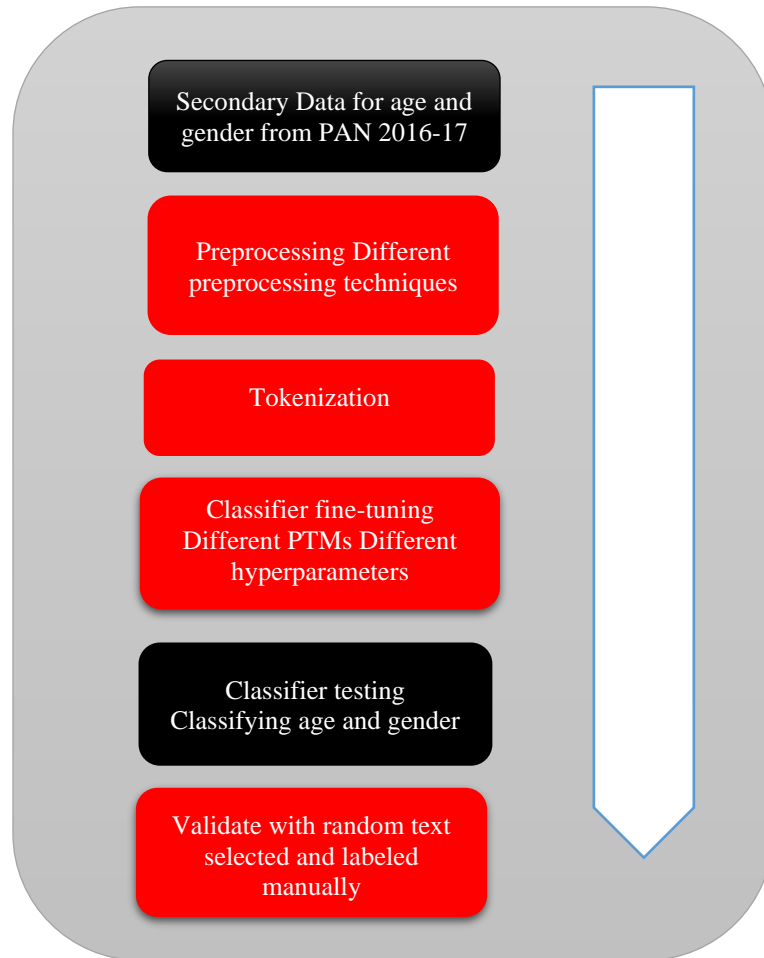 Secondary Data for age and
gender from PAN 2016-17
Preprocessing Different
preprocessing techniques
Tokenization
Classifier fine-tuning
Different PTMs Different
hyperparameters
Classifier testing
Classifying age and gender
Validate with random text
selected and labeled
manually